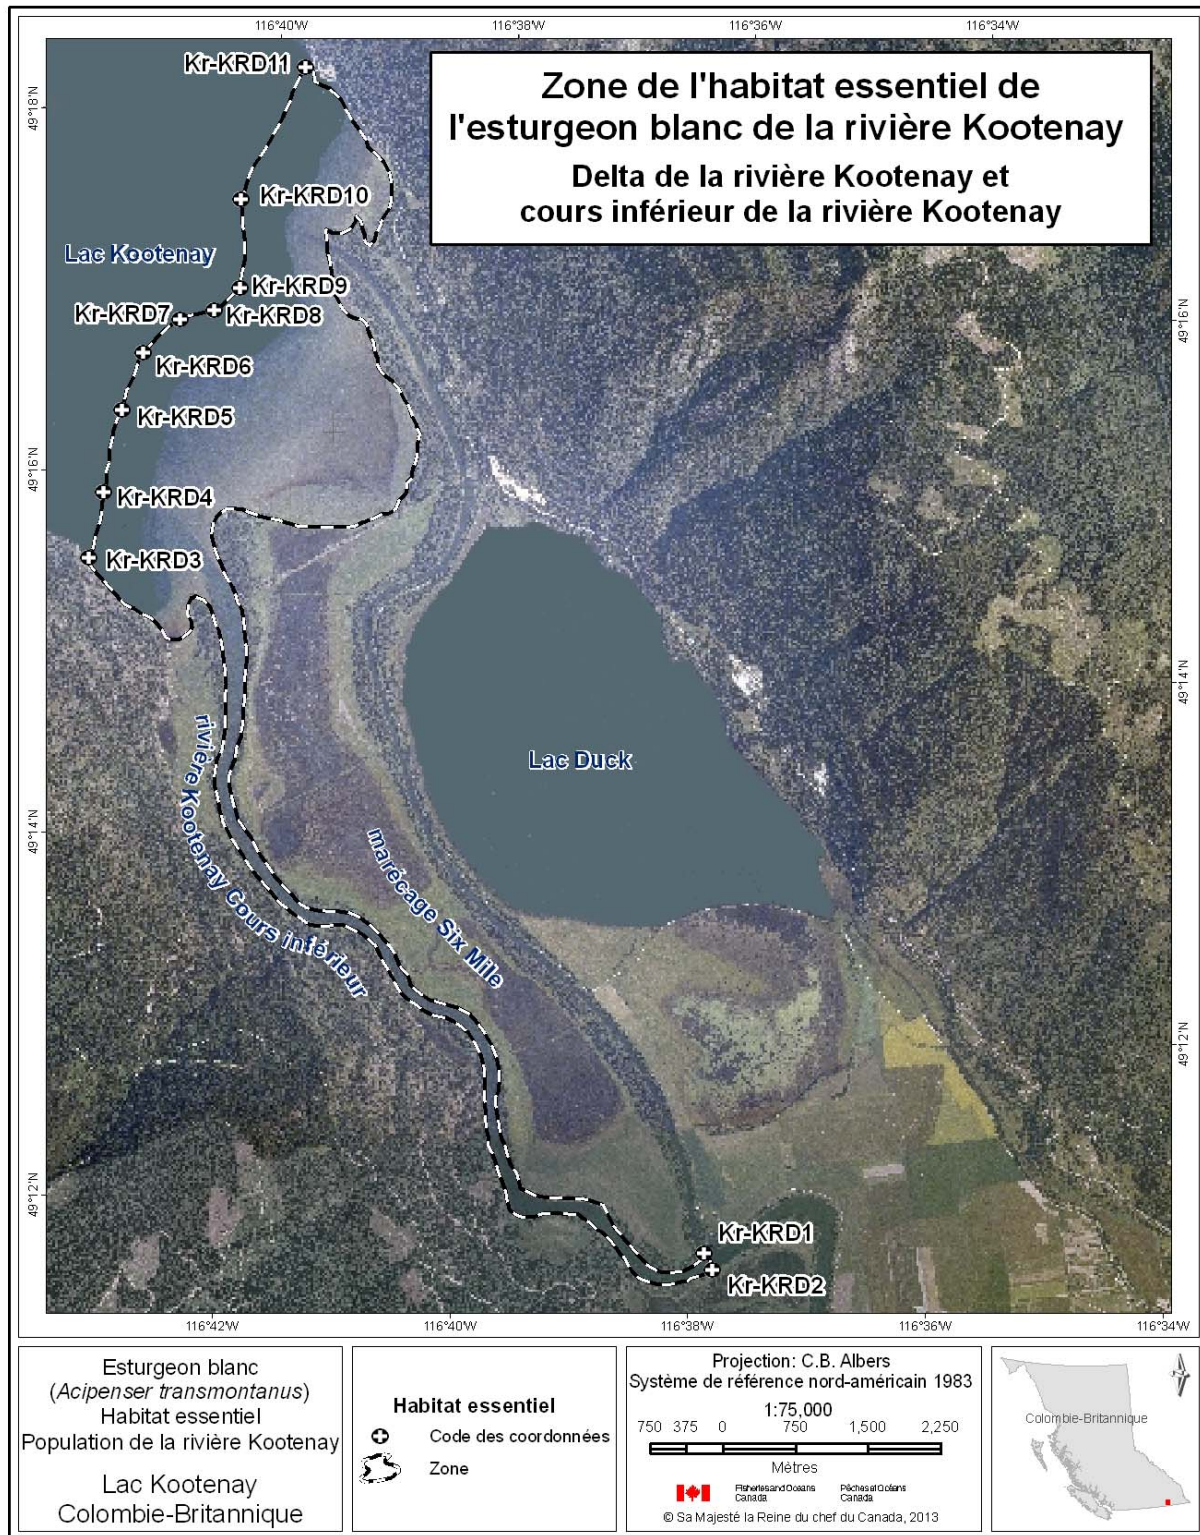 116°40'W
116°38'W
116°36'W
116°34'W
Zone de l'habitat essentiel de
l'esturgeon blanc de la rivière Kootenay
Delta de la rivière Kootenay et
cours inférieur de la rivière Kootenay
Kr-KRD11
49°18'N
Kr-KRD10
Lac Kootenay
Kr-KRD9
Kr-KRD7
Kr-KRD8
49°16'N
Kr-KRD6
Kr-KRD5
49°16'N
Kr-KRD4
Kr-KRD3
49°14'N
Lac Duck
rivière Kootenay Cours inférieur
marécage Six Mile
49°14'N
49°12'N
49°12'N
Kr-KRD1
Kr-KRD2
116°42'W
116°40'W
116°38'W
116°36'W
116°34'W
Esturgeon blanc
(Acipenser transmontanus)
Habitat essentiel
Population de la rivière Kootenay
Lac Kootenay
Colombie-Britannique
Habitat essentiel
Code des coordonnées
Zone
Projection: C.B. Albers
Système de référence nord-américain 1983
1:75,000
750 375 0 750 1,500 2,250
Mètres
Fisheries and Oceans
Canada
Pêches et Océans
Canada
© Sa Majesté la Reine du chef du Canada, 2013
Colombie-Britannique